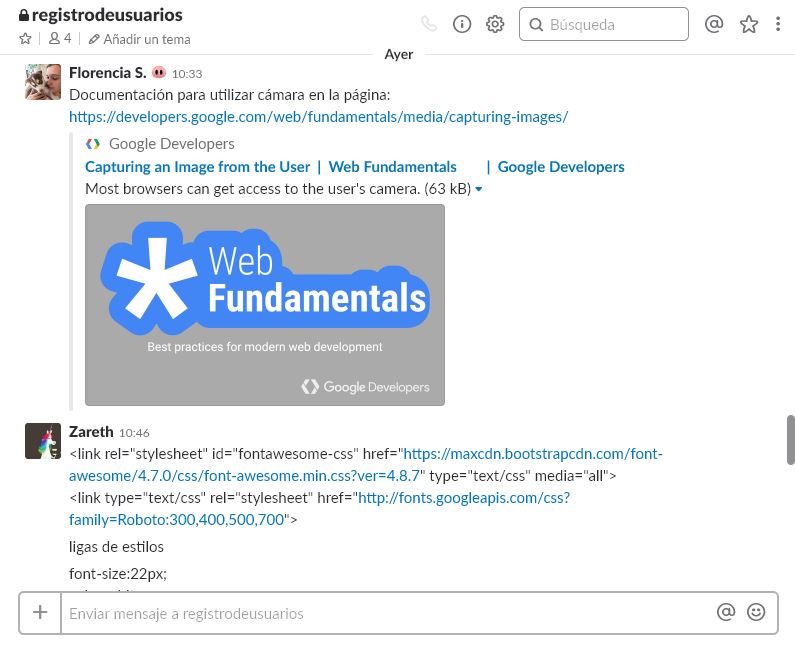 registrodeusuarios
4
Añadir un tema
Búsqueda
Ayer
Florencia S. 10:33
Documentación para utilizar cámara en la página:
https://developers.google.com/web/fundamentals/media/capturing-images/
Google Developers
Capturing an Image from the User | Web Fundamentals | Google Developers
Most browsers can get access to the user's camera. (63 kB)
Web
Fundamentals
Best practices for modern web development
Google Developers
Zareth 10:46
<link rel="stylesheet" id="fontawesome-css" href="https://maxcdn.bootstrapcdn.com/font-
awesome/4.7.0/css/font-awesome.min.css?ver=4.8.7" type="text/css" media="all">
<link type="text/css" rel="stylesheet" href="http://fonts.googleapis.com/css?
family=Roboto:300,400,500,700">
ligas de estilos
font-size:22px;
Enviar mensaje a registrodeusuarios